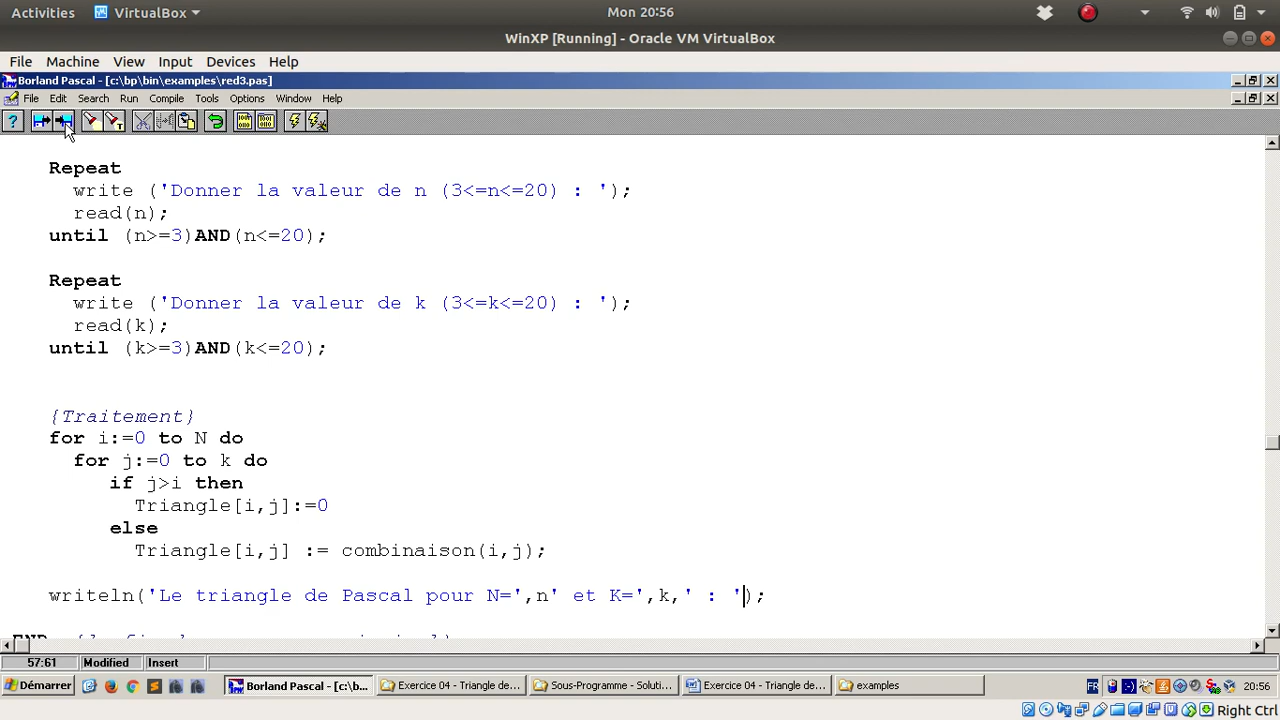 Activities VirtualBox Mon 20:56
WinXP [Running] - Oracle VM VirtualBox
File Machine View Input Devices Help
Borland Pascal - [c:\bp\bin\examples\red3.pas]
File Edit Search Run Compile Tools Options Window Help
Repeat
write ('Donner la valeur de n (3<=n<=20) : ');
read(n);
until (n>=3)AND(n<=20);
Repeat
write ('Donner la valeur de k (3<=k<=20) : ');
read(k);
until (k>=3)AND(k<=20);
{Traitement}
for i:=0 to N do
for j:=0 to k do
if j>i then
Triangle[i,j]:=0
else
Triangle[i,j] := combinaison(i,j);
writeln('Le triangle de Pascal pour N=',n' et K=',k,' : ');
57:61 Modified Insert
Démarrer Borland Pascal - [c:\b... Exercice 04 - Triangle de... Sous-Programme - Soluti... Exercice 04 - Triangle de... examples FR 20:56
Right Ctrl